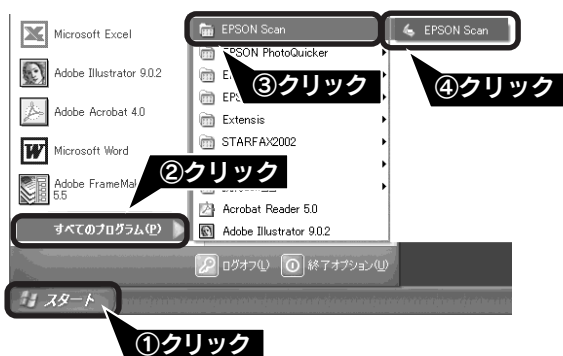 Microsoft Excel
Adobe Illustrator 9.0.2
Adobe Acrobat 4.0
Microsoft Word
Adobe FrameMak
5.5
すべてのプログラム(P)
EPSON Scan
EPSON PhotoQuicker
EPS
Extensis
STARFAX2002
Acrobat Reader 5.0
Adobe Illustrator 9.0.2
EPSON Scan
③クリック
④クリック
②クリック
ログオフ(L)
終了オプション(U)
スタート
①クリック